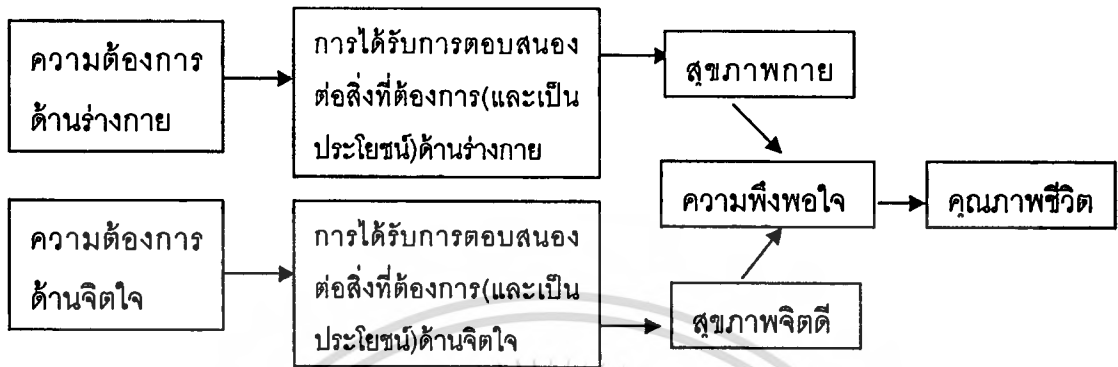 ความต้องการ
ด้านร่างกาย
การได้รับการตอบสนอง
ต่อสิ่งที่ต้องการ(และเป็น
ประโยชน์)ด้านร่างกาย
สุขภาพกาย
ความพึงพอใจ
คุณภาพชีวิต
ความต้องการ
ด้านจิตใจ
การได้รับการตอบสนอง
ต่อสิ่งที่ต้องการ(และเป็น
ประโยชน์)ด้านจิตใจ
สุขภาพจิตดี